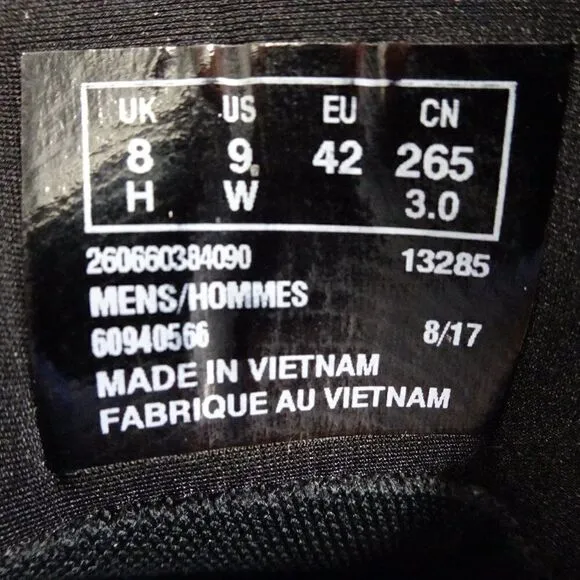 UK US EU CN
8 9 42 265
H W 3.0
260660384090 13285
MENS/HOMMES
60940566 8/17
MADE IN VIETNAM
FABRIQUE AU VIETNAM